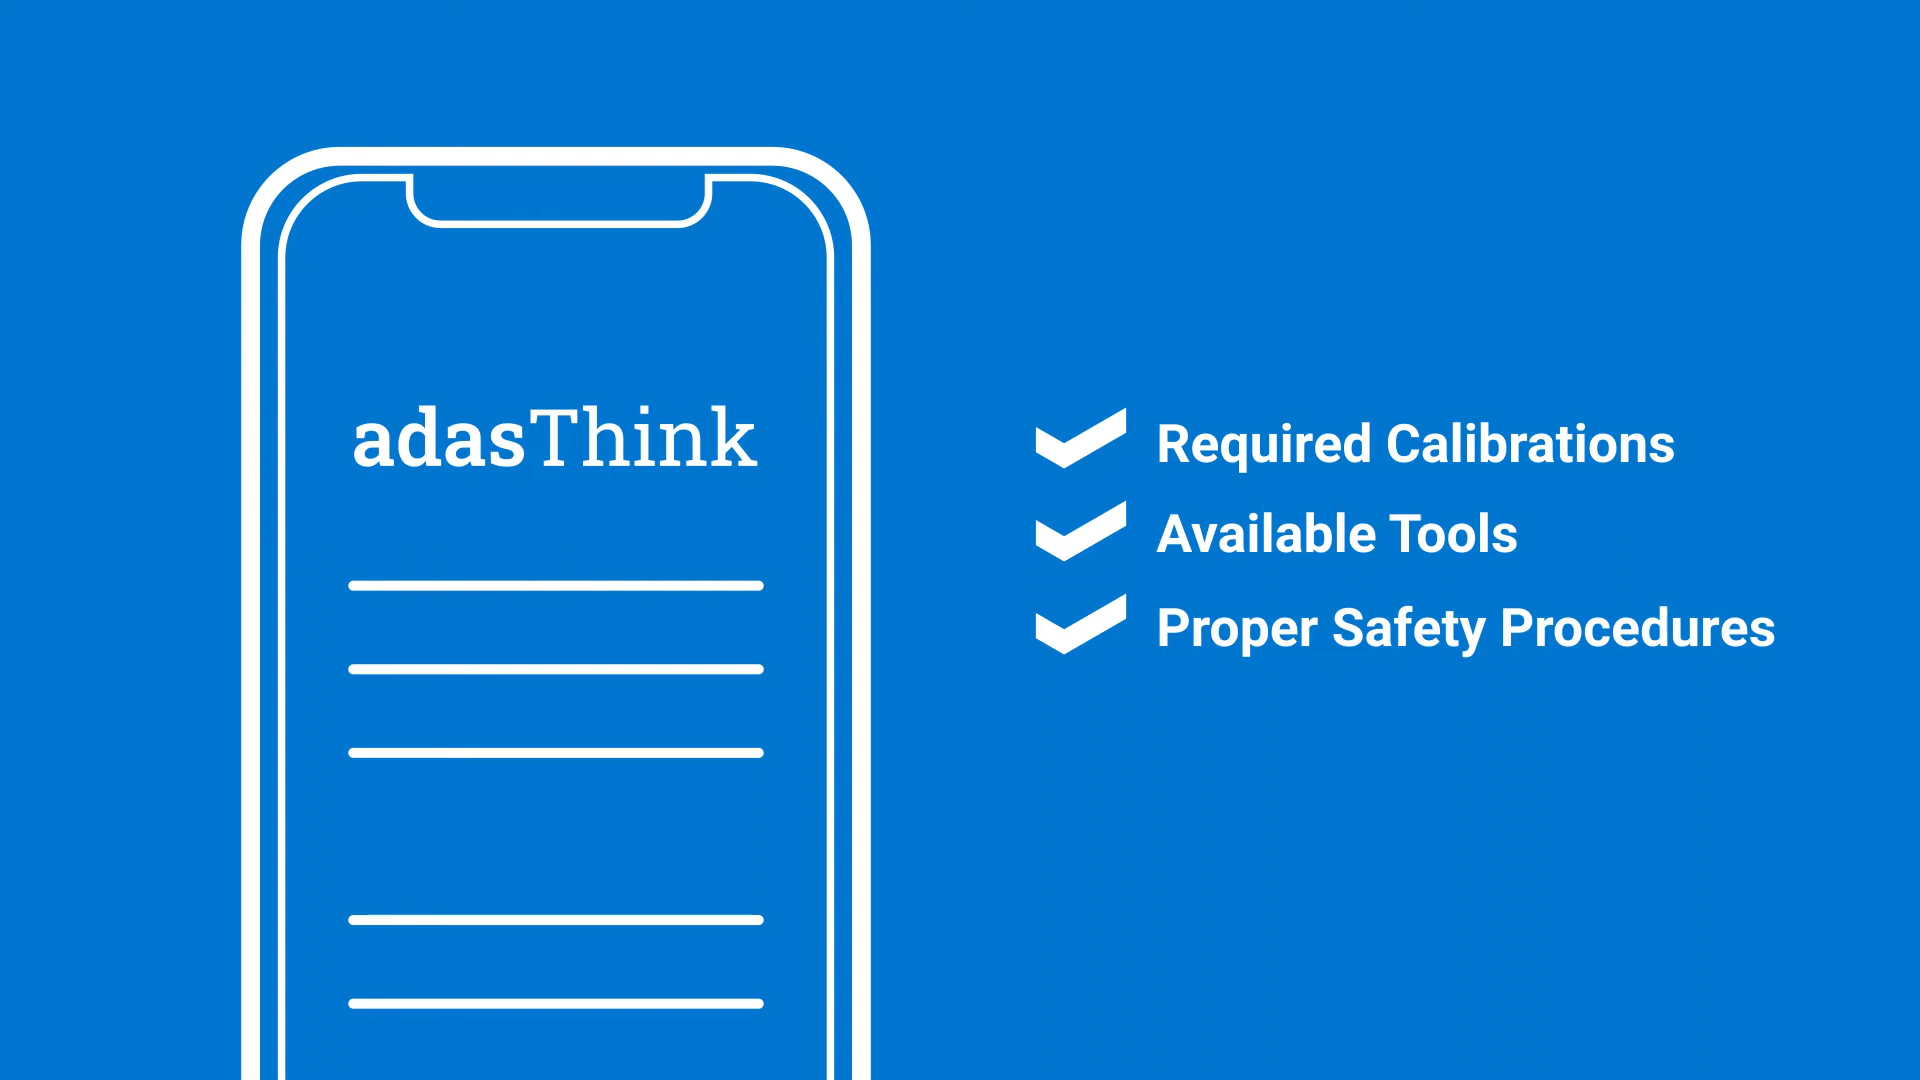 adasThink
Required Calibrations
Available Tools
Proper Safety Procedures